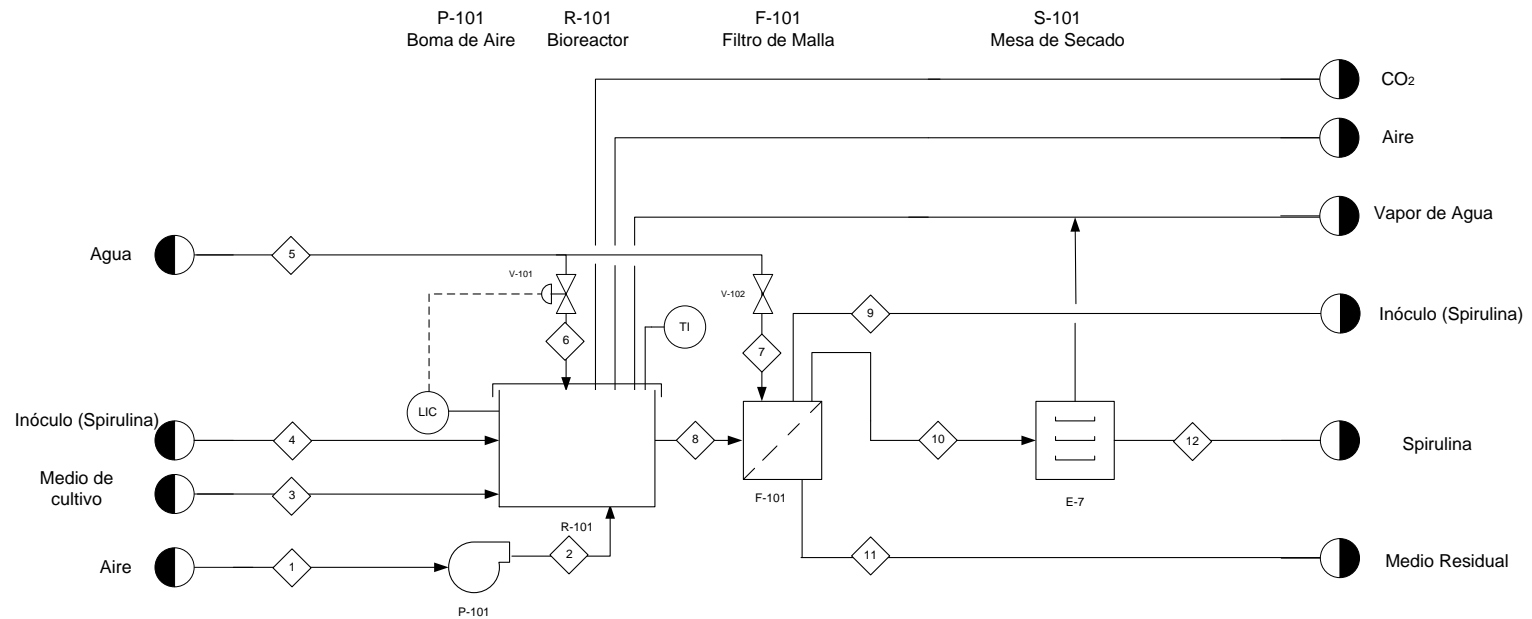 P-101
Boma de Aire
R-101
Bioreactor
F-101
Filtro de Malla
S-101
Mesa de Secado
CO₂
Aire
Vapor de Agua
Agua
5
V-101
V-102
9
Inóculo (Spirulina)
TI
6
7
LIC
Inóculo (Spirulina)
4
8
10
12
Spirulina
Medio de
cultivo
3
F-101
E-7
R-101
2
11
Medio Residual
Aire
1
P-101